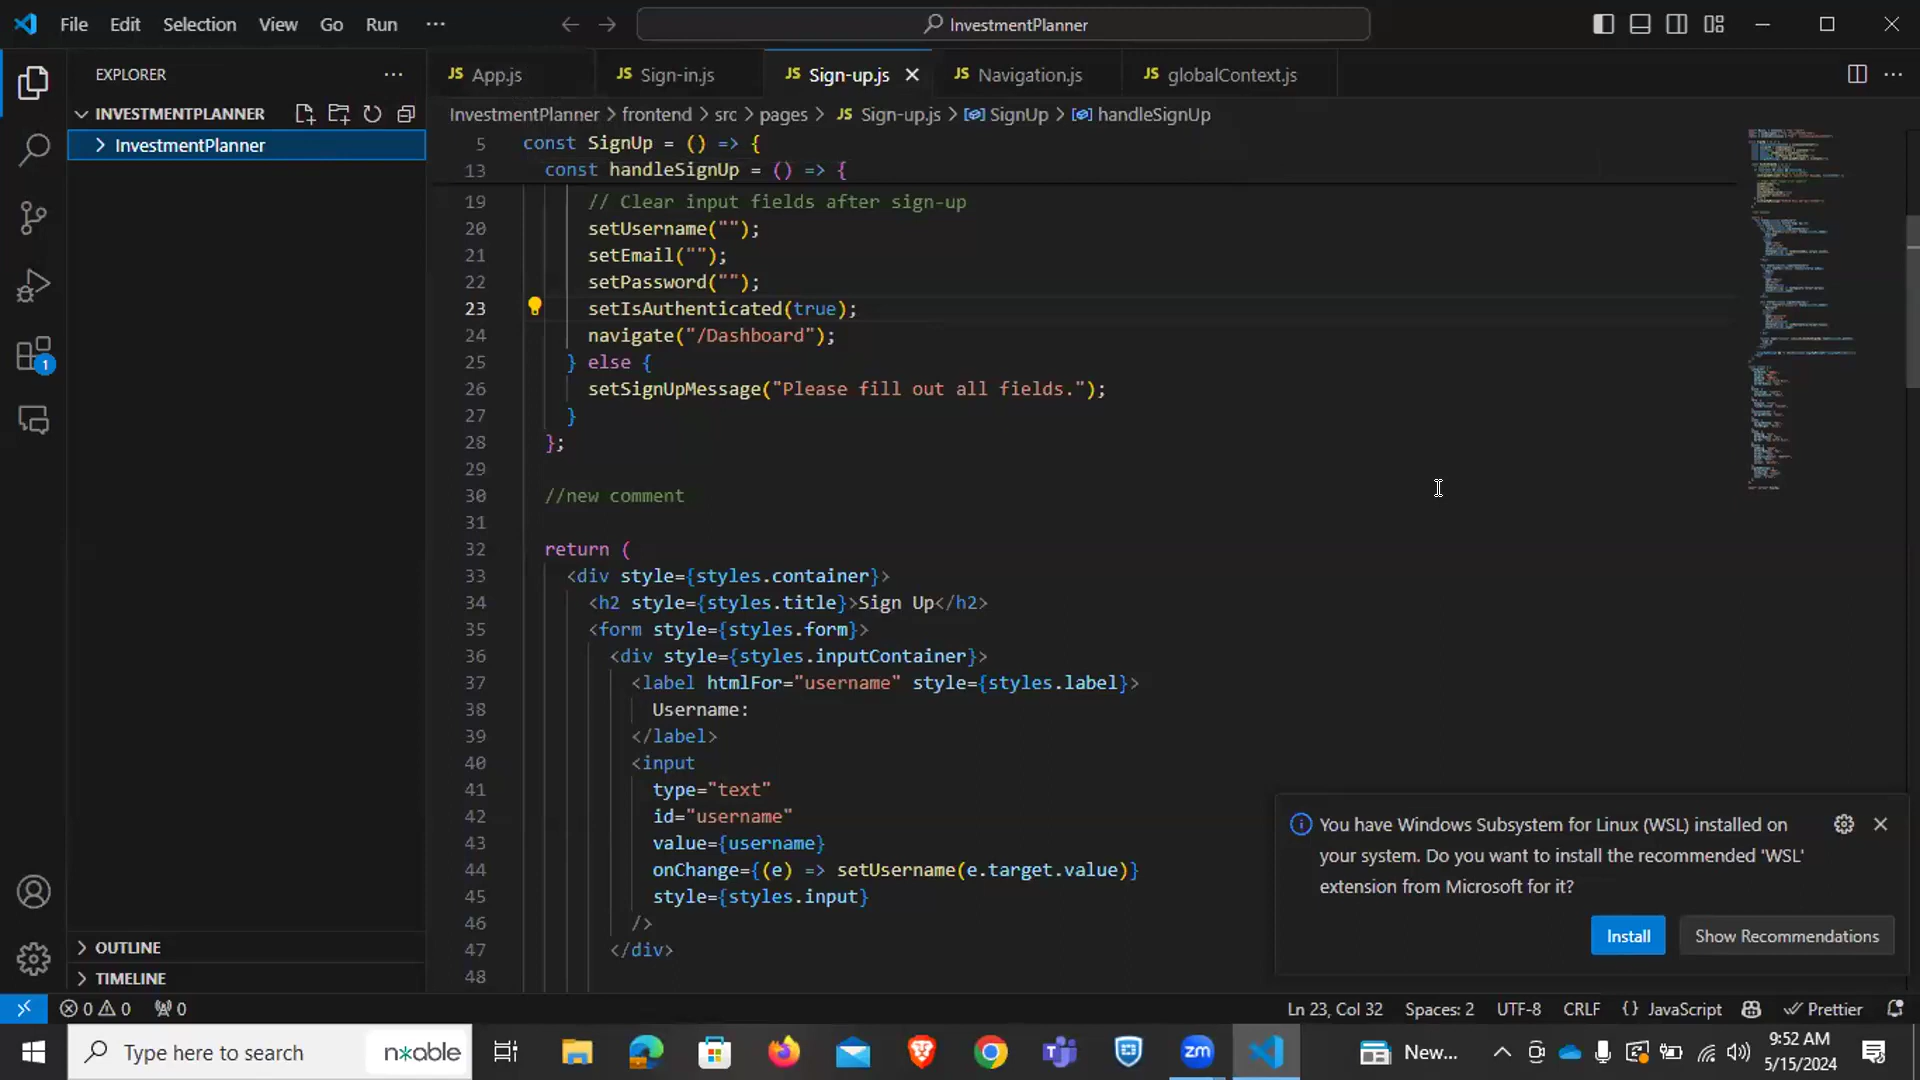 File Edit Selection View Go Run ···
InvestmentPlanner
EXPLORER
INVESTMENTPLANNER
InvestmentPlanner
OUTLINE
TIMELINE
JS App.js
JS Sign-in.js
JS Sign-up.js
JS Navigation.js
JS globalContext.js
InvestmentPlanner > frontend > src > pages > JS Sign-up.js > SignUp > handleSignUp
5 const SignUp = () => {
13 const handleSignUp = () => {
19 // Clear input fields after sign-up
20 setUsername("");
21 setEmail("");
22 setPassword("");
23 setIsAuthenticated(true);
24 navigate("/Dashboard");
25 } else {
26 setSignUpMessage("Please fill out all fields.");
27 }
28 };
29
30 //new comment
31
32 return (
33 <div style={styles.container}>
34 <h2 style={styles.title}>Sign Up</h2>
35 <form style={styles.form}>
36 <div style={styles.inputContainer}>
37 <label htmlFor="username" style={styles.label}>
38 Username:
39 </label>
40 <input
41 type="text"
42 id="username"
43 value={username}
44 onChange={(e) => setUsername(e.target.value)}
45 style={styles.input}
46 />
47 </div>
48
You have Windows Subsystem for Linux (WSL) installed on
your system. Do you want to install the recommended 'WSL'
extension from Microsoft for it?
Install
Show Recommendations
1
0 0 0
Ln 23, Col 32 Spaces: 2 UTF-8 CRLF {} JavaScript Prettier
Type here to search
n×able
zm
New...
9:52 AM
5/15/2024